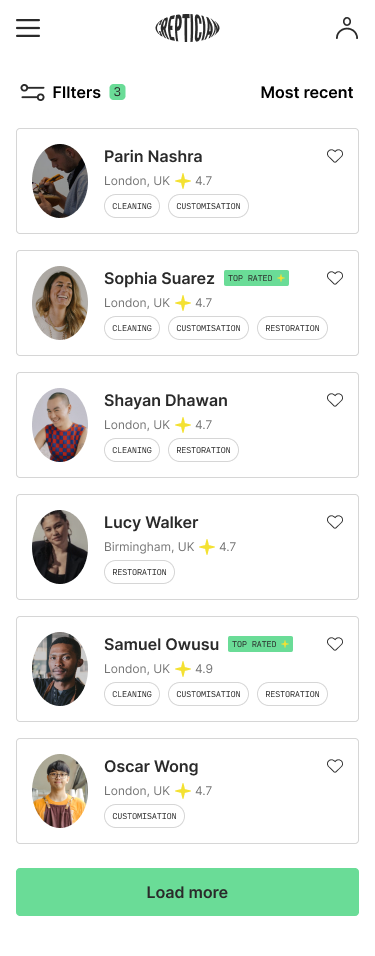 CREPTICIAN
FIlters 3
Most recent
Parin Nashra
London, UK 4.7
CLEANING CUSTOMISATION
Sophia Suarez TOP RATED
London, UK 4.7
CLEANING CUSTOMISATION RESTORATION
Shayan Dhawan
London, UK 4.7
CLEANING RESTORATION
Lucy Walker
Birmingham, UK 4.7
RESTORATION
Samuel Owusu TOP RATED
London, UK 4.9
CLEANING CUSTOMISATION RESTORATION
Oscar Wong
London, UK 4.7
CUSTOMISATION
Load more